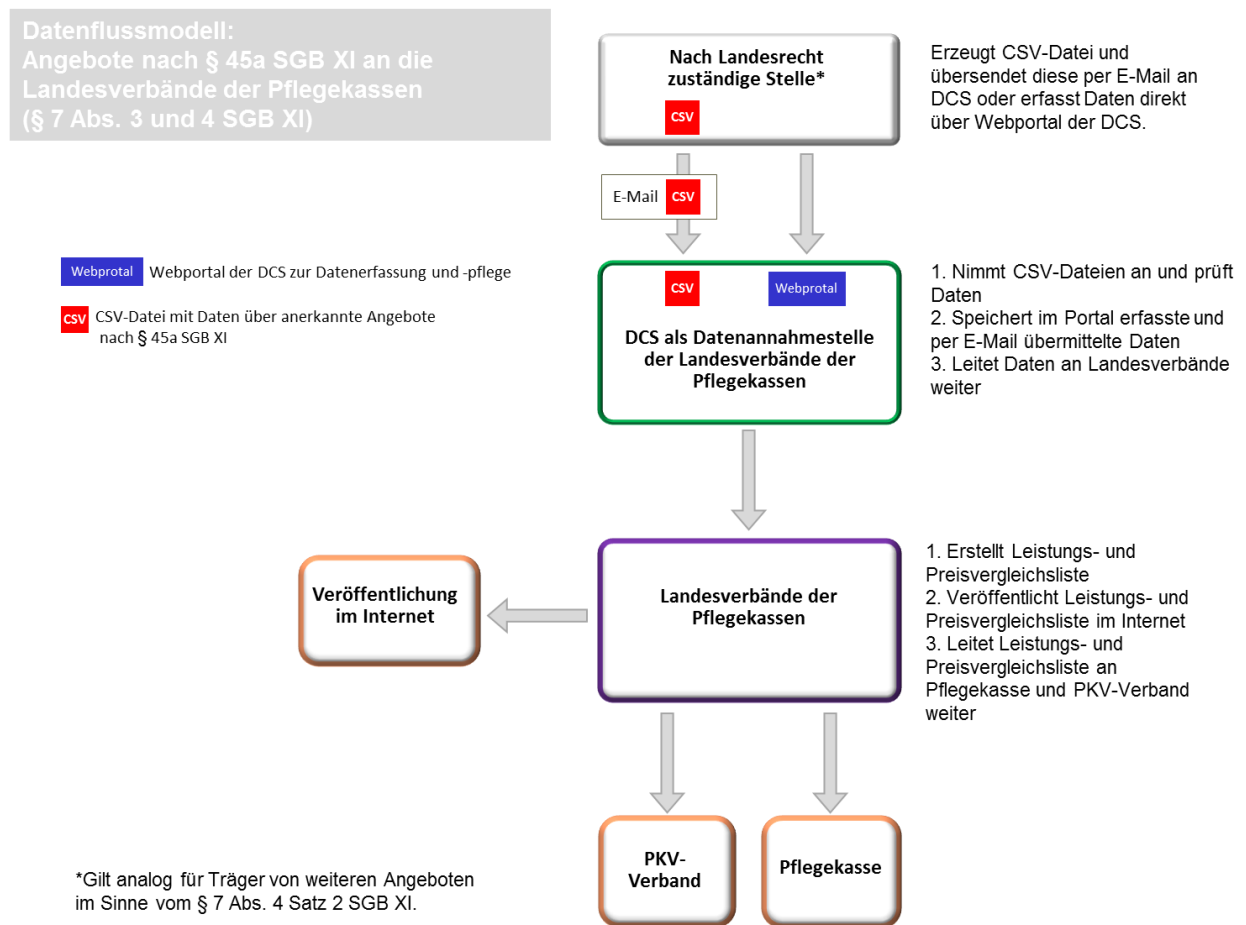 Datenflussmodell:
Angebote nach § 45a SGB XI an die
Landesverbände der Pflegekassen
(§ 7 Abs. 3 und 4 SGB XI)
Nach Landesrecht
zuständige Stelle*
CSV
Erzeugt CSV-Datei und
übersendet diese per E-Mail an
DCS oder erfasst Daten direkt
über Webportal der DCS.
E-Mail CSV
Webprotal Webportal der DCS zur Datenerfassung und -pflege
CSV CSV-Datei mit Daten über anerkannte Angebote
nach § 45a SGB XI
CSV Webprotal
DCS als Datenannahmestelle
der Landesverbände der
Pflegekassen
1. Nimmt CSV-Dateien an und prüft
Daten
2. Speichert im Portal erfasste und
per E-Mail übermittelte Daten
3. Leitet Daten an Landesverbände
weiter
Veröffentlichung
im Internet
Landesverbände der
Pflegekassen
1. Erstellt Leistungs- und
Preisvergleichsliste
2. Veröffentlicht Leistungs- und
Preisvergleichsliste im Internet
3. Leitet Leistungs- und
Preisvergleichsliste an
Pflegekasse und PKV-Verband
weiter
PKV-
Verband
Pflegekasse
*Gilt analog für Träger von weiteren Angeboten
im Sinne vom § 7 Abs. 4 Satz 2 SGB XI.